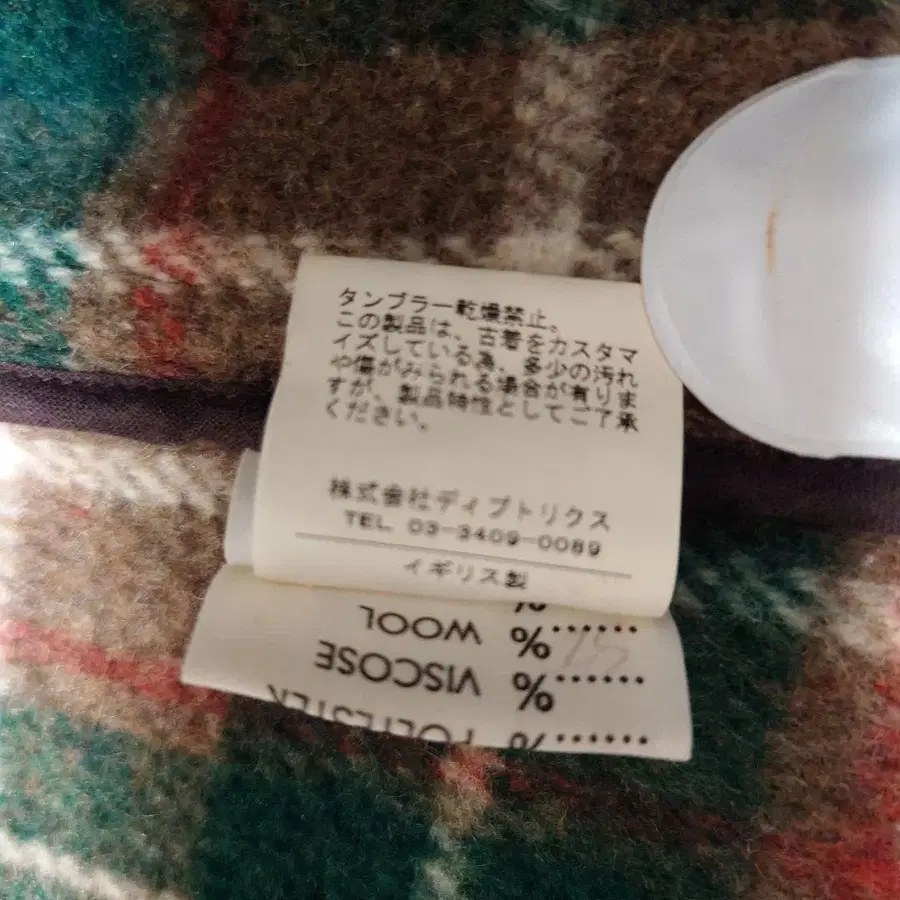 タンブラー乾燥禁止。
この製品は、古着をカスタマ
イズしている為、多少の汚れ
や傷がみられる場合が有りま
すが、製品特性としてご了承
ください。
株式会社ディプトリクス
TEL 03-3409-0089
イギリス製
%
WOOL %......
VISCOSE %......
POLYESTER %......